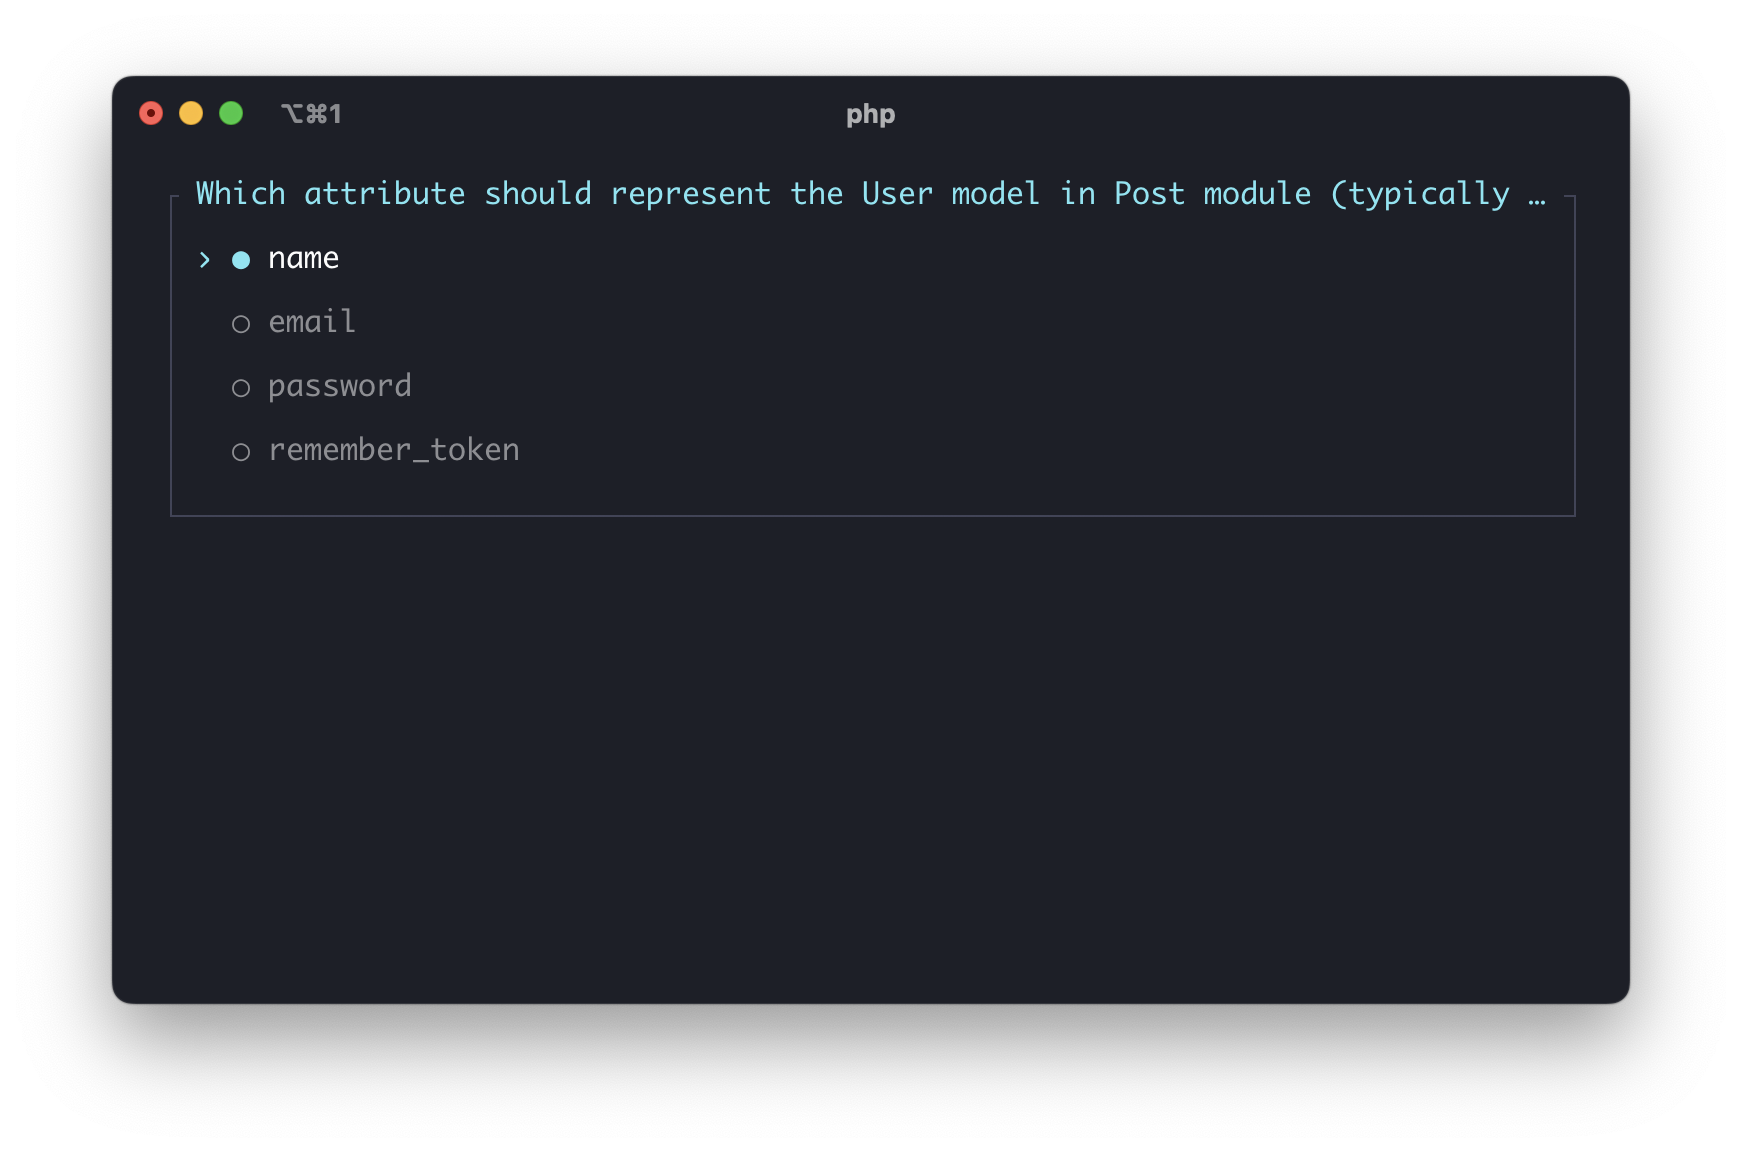 ⌥⌘1
php
Which attribute should represent the User model in Post module (typically …
› ● name
○ email
○ password
○ remember_token